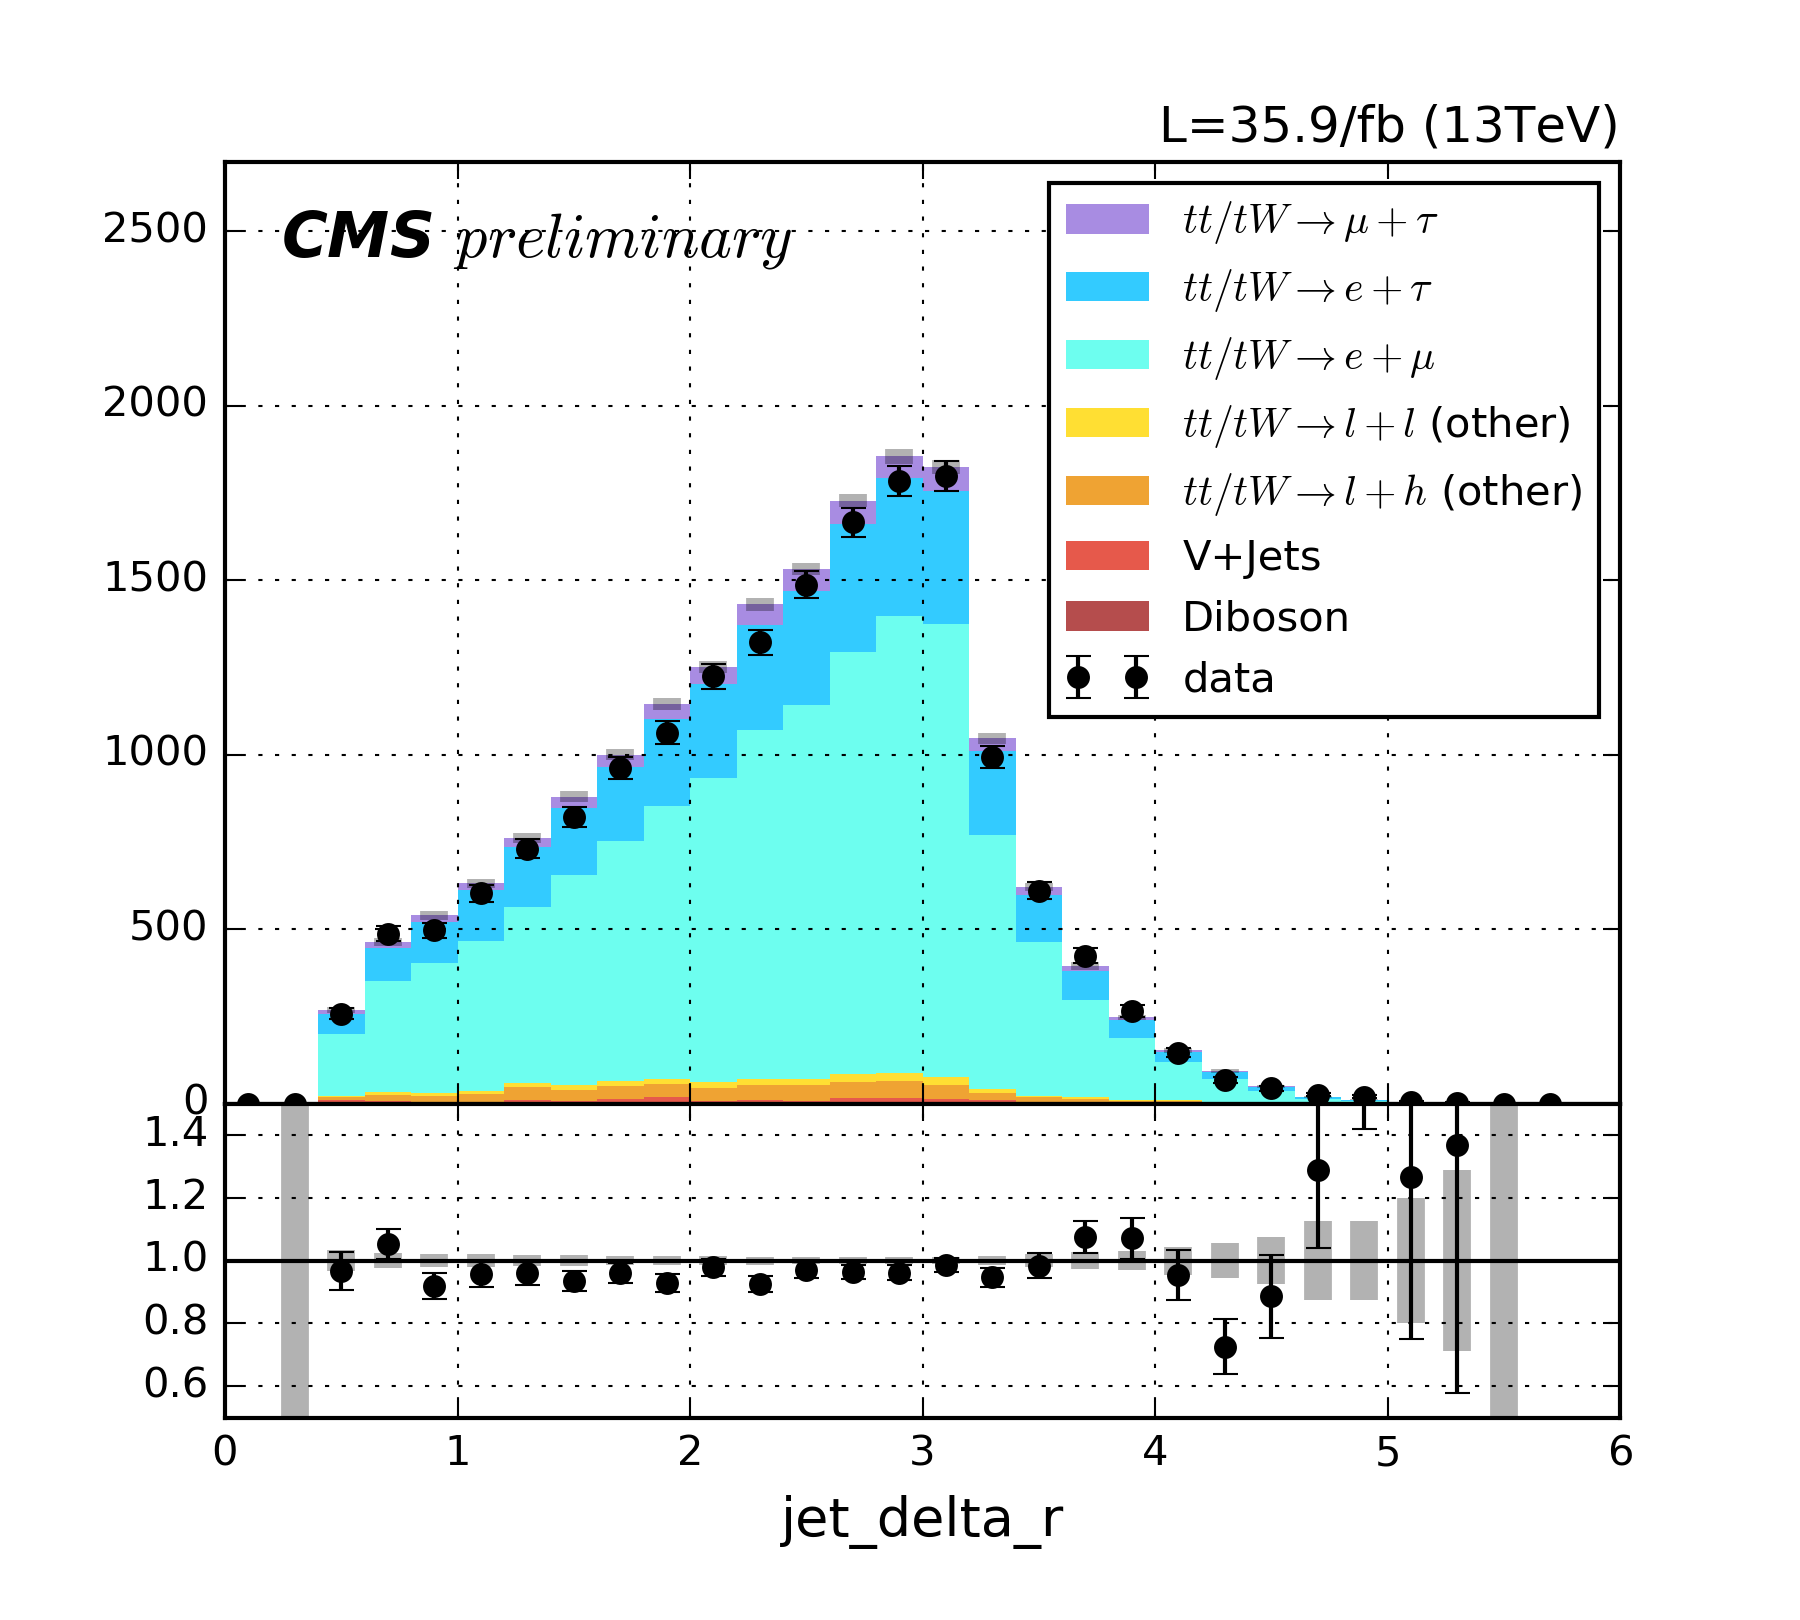 L=35.9/fb (13TeV)
CMS preliminary
tt/tW→μ+τ
tt/tW→e+τ
tt/tW→e+μ
tt/tW→l+l (other)
tt/tW→l+h (other)
V+Jets
Diboson
data
2500
2000
1500
1000
500
0
1.4
1.2
1.0
0.8
0.6
0 1 2 3 4 5 6
jet_delta_r